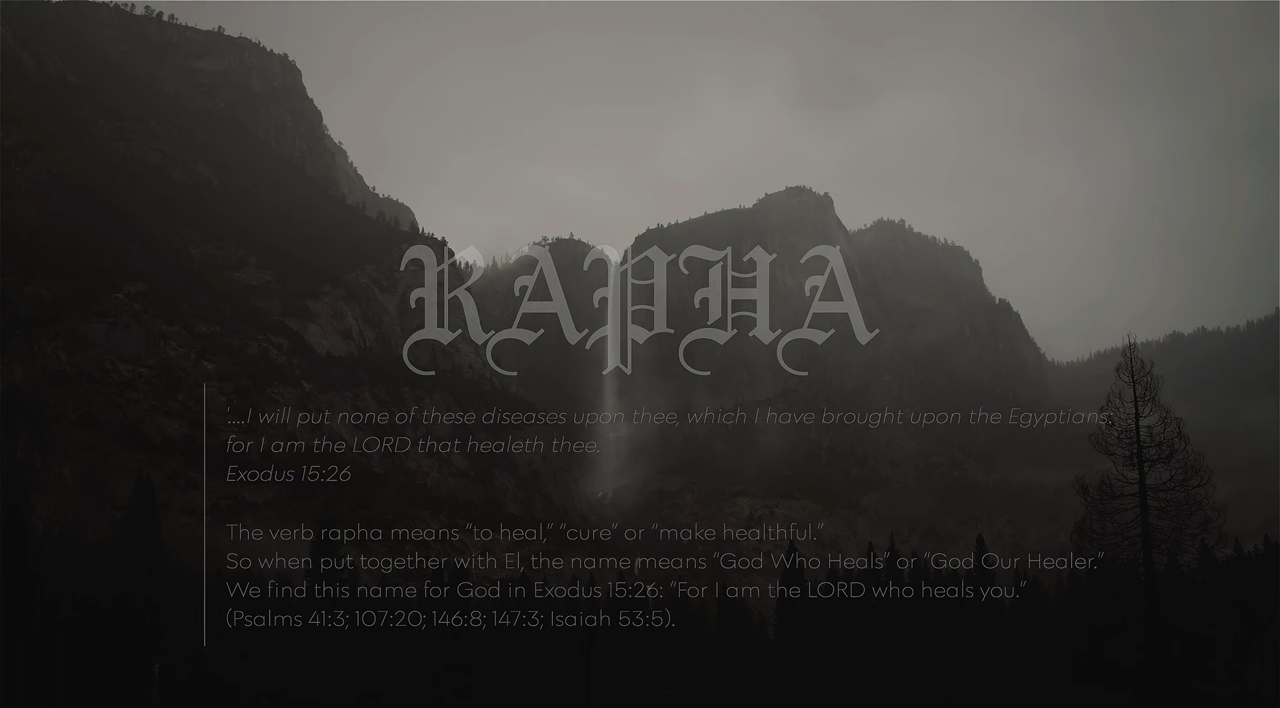 RAPHA
'....I will put none of these diseases upon thee, which I have brought upon the Egyptians:
for I am the LORD that healeth thee.
Exodus 15:26
The verb rapha means “to heal,” “cure” or “make healthful.”
So when put together with El, the name means “God Who Heals” or “God Our Healer.”
We find this name for God in Exodus 15:26: “For I am the LORD who heals you.”
(Psalms 41:3; 107:20; 146:8; 147:3; Isaiah 53:5).